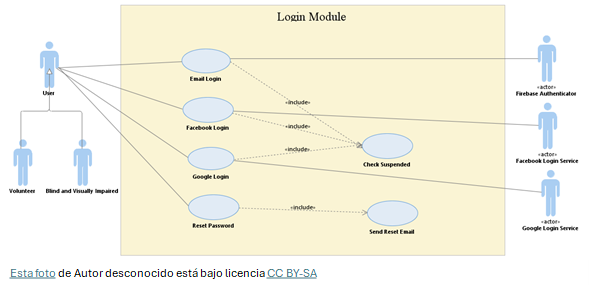 Login Module
Email Login
User
«actor»
Firebase Authenticator
«include»
Facebook Login
«include»
«include»
Check Suspended
«actor»
Facebook Login Service
Google Login
Volunteer
Blind and Visually Impaired
«include»
Reset Password
Send Reset Email
«actor»
Google Login Service
Esta foto de Autor desconocido está bajo licencia CC BY-SA